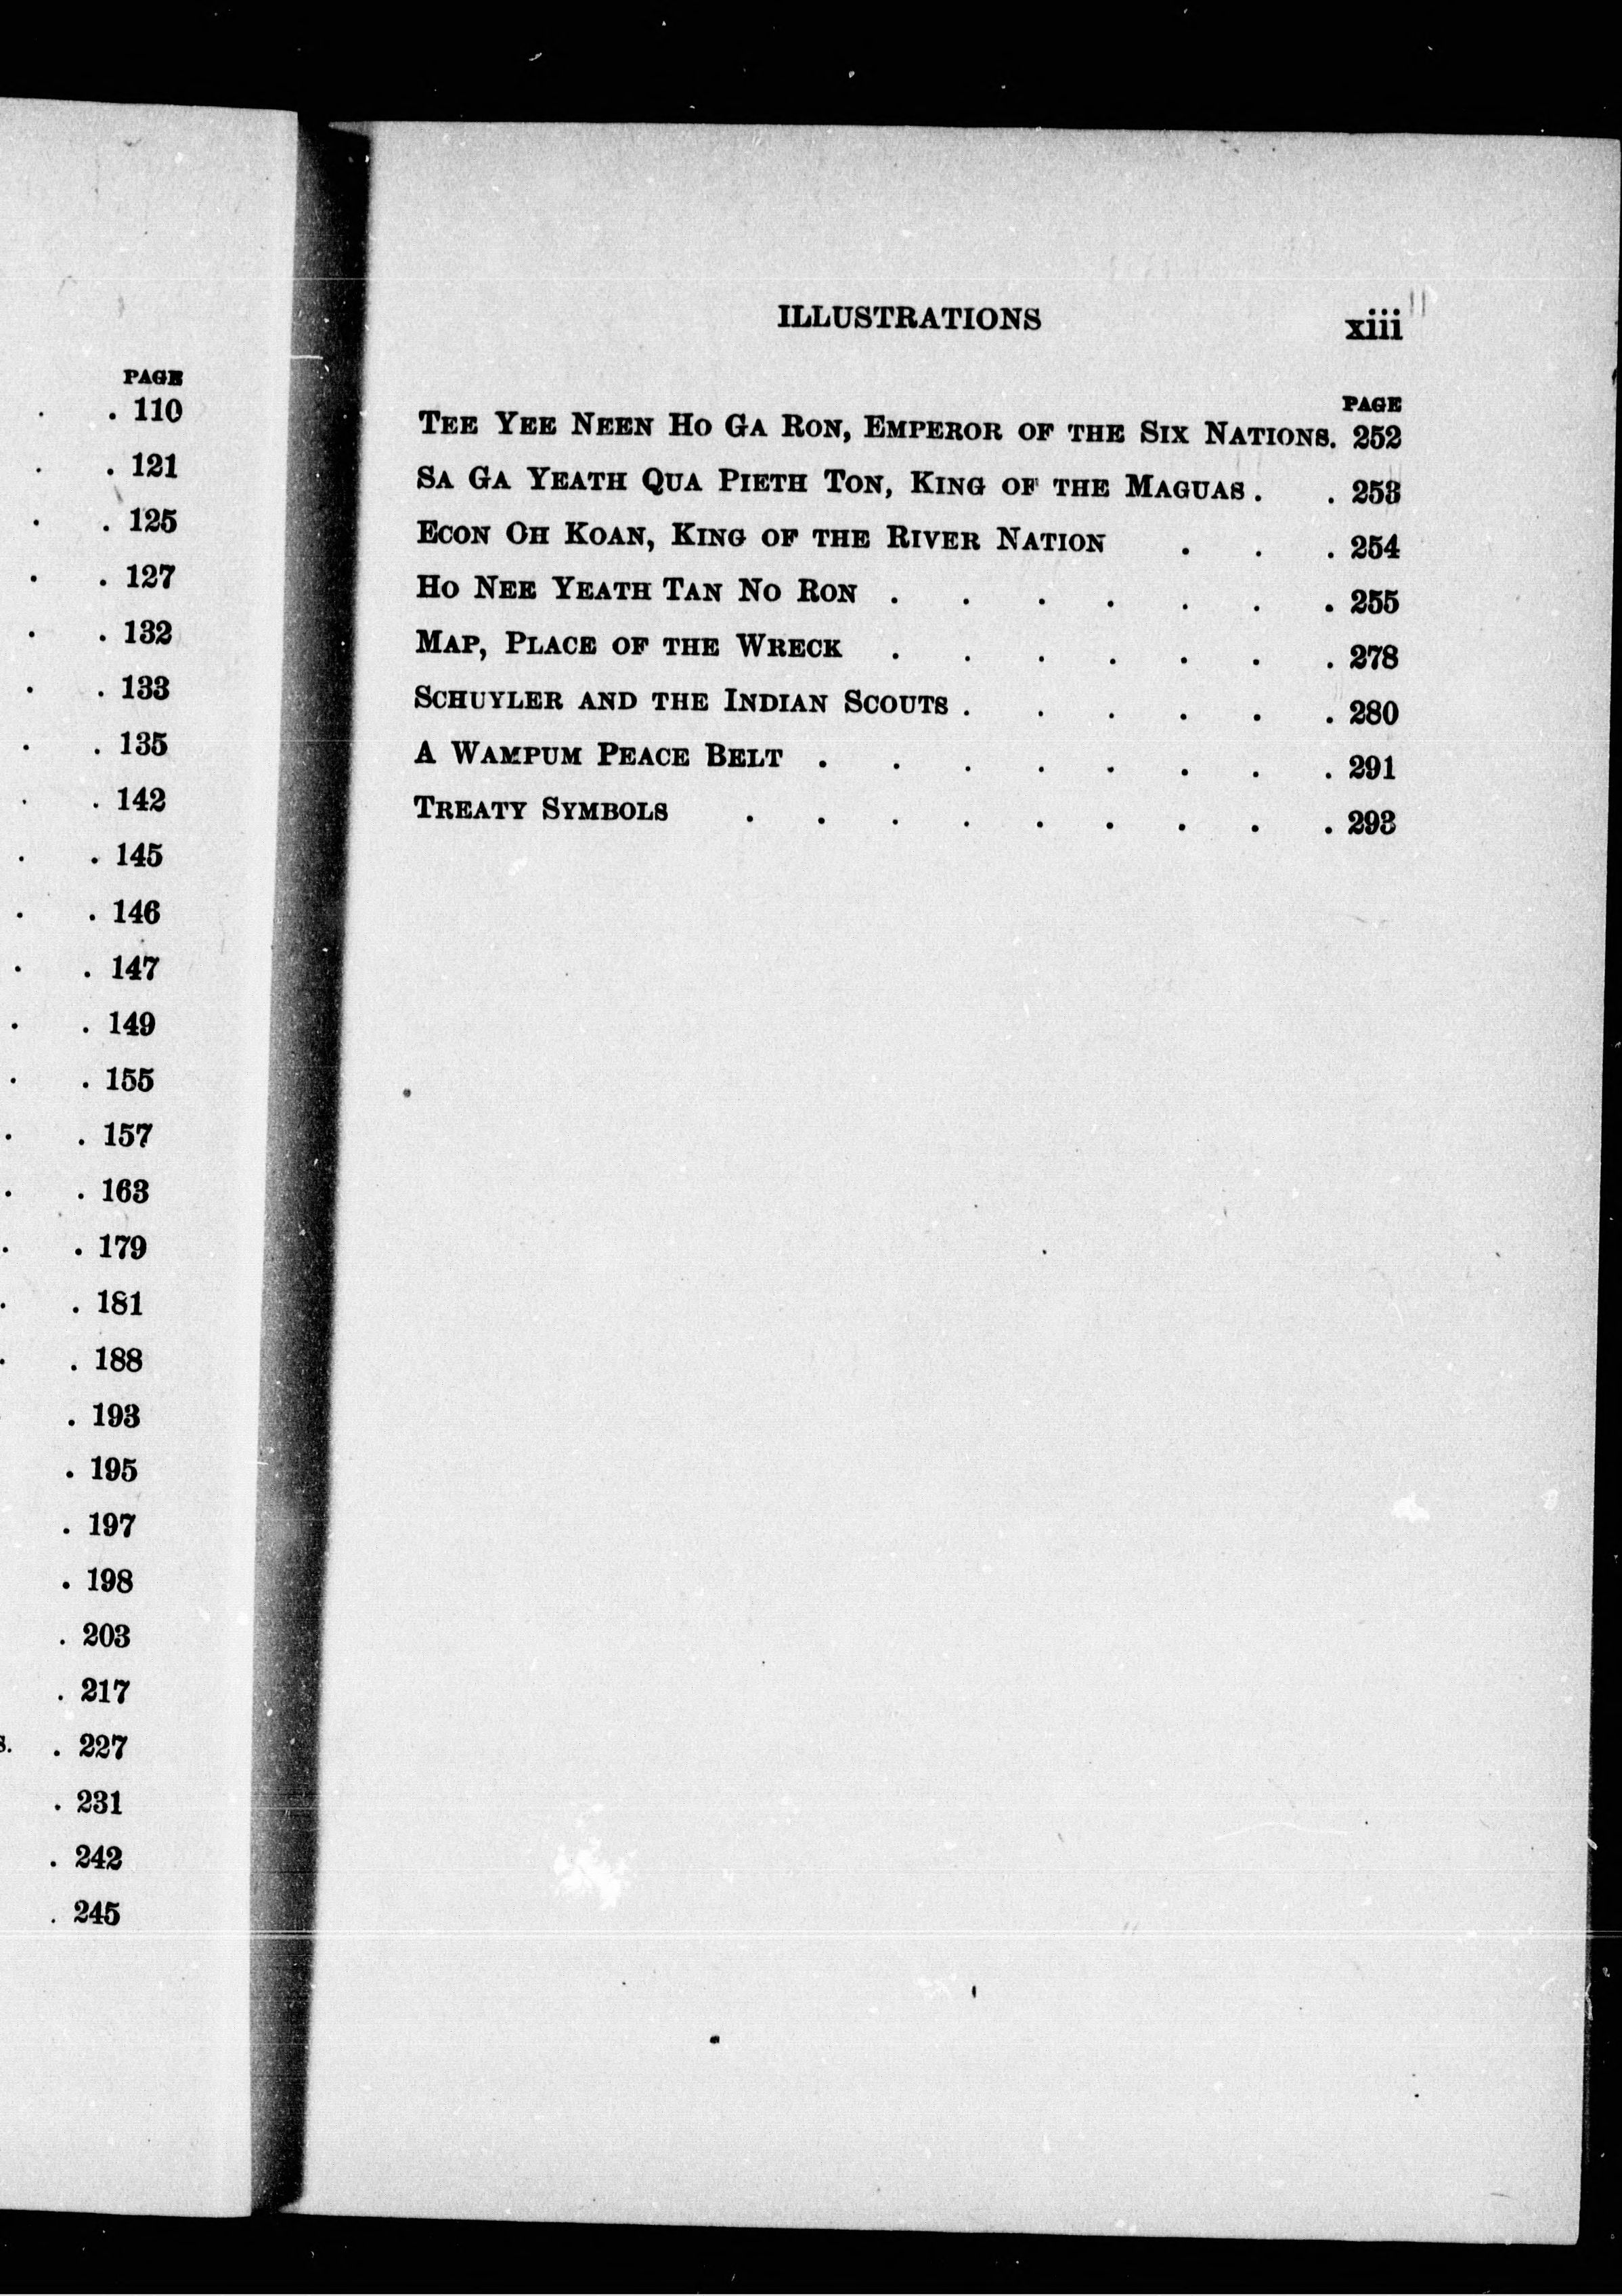 PAGE
. . 110
. . 121
. . 125
. . 127
. . 132
. . 133
. . 135
. . 142
. . 145
. . 146
. . 147
. . 149
. . 155
. . 157
. . 163
. . 179
. . 181
. . 188
. 193
. 195
. 197
. 198
. 203
. 217
s. . 227
. 231
. 242
. 245
ILLUSTRATIONS xiii
PAGE
TEE YEE NEEN HO GA RON, EMPEROR OF THE SIX NATIONS. 252
SA GA YEATH QUA PIETH TON, KING OF THE MAGUAS . . 253
ECON OH KOAN, KING OF THE RIVER NATION . . . 254
HO NEE YEATH TAN NO RON . . . . . . . 255
MAP, PLACE OF THE WRECK . . . . . . . 278
SCHUYLER AND THE INDIAN SCOUTS . . . . . . 280
A WAMPUM PEACE BELT . . . . . . . . 291
TREATY SYMBOLS . . . . . . . . . 293